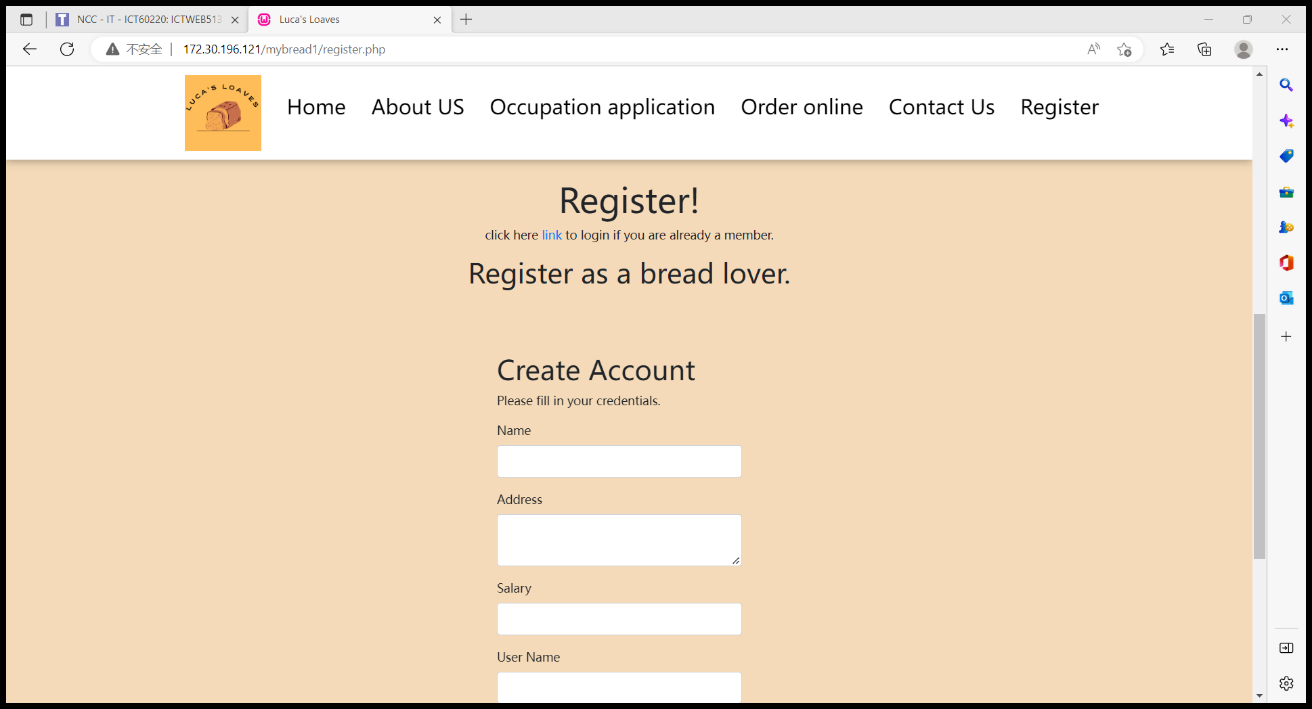 NCC - IT - ICT60220: ICTWEB513
Luca's Loaves
不安全
172.30.196.121/mybread1/register.php
LUCA'S LOAVES
Home About US Occupation application Order online Contact Us Register
Register!
click here link to login if you are already a member.
Register as a bread lover.
Create Account
Please fill in your credentials.
Name
Address
Salary
User Name